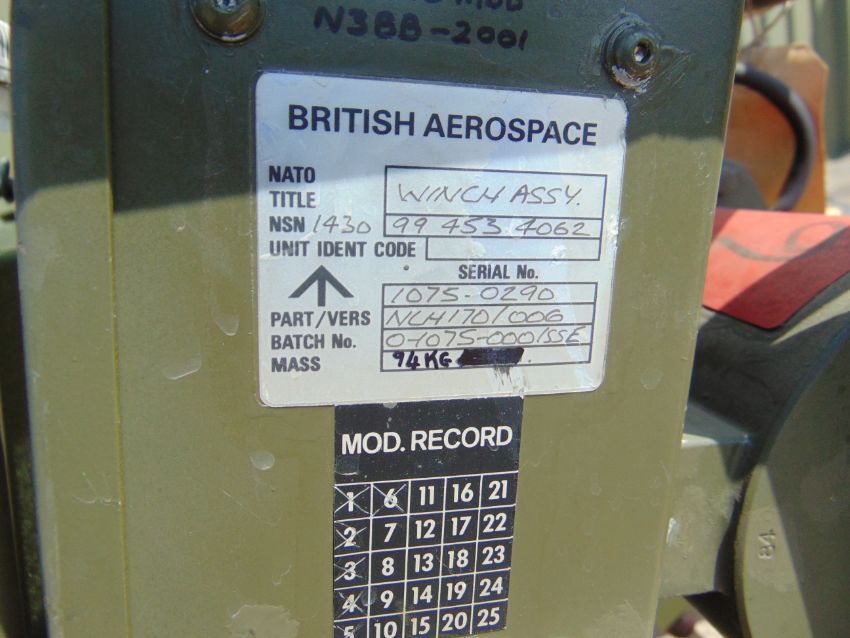 MOD
N3BB-2001
BRITISH AEROSPACE
NATO
TITLE WINCH ASSY.
NSN 1430 99 453 4062
UNIT IDENT CODE
SERIAL No.
1075-0290
PART/VERS NCH170/006
BATCH No. 0-1075-0001SSE
MASS 94KG
MOD. RECORD
1 6 11 16 21
2 7 12 17 22
3 8 13 18 23
4 9 14 19 24
5 10 15 20 25
84